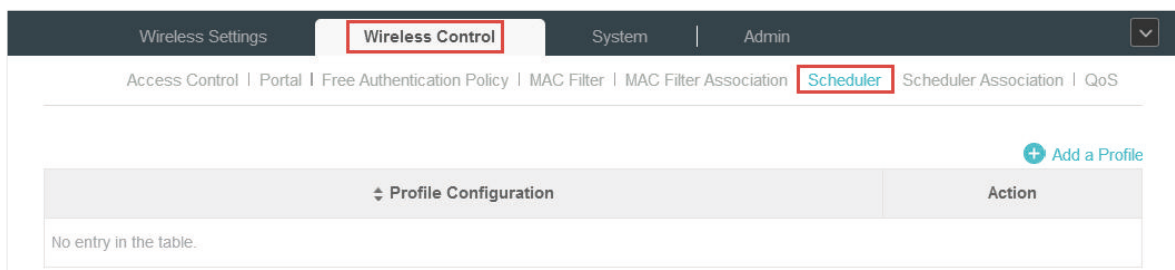 Wireless Settings Wireless Control System | Admin
Access Control | Portal | Free Authentication Policy | MAC Filter | MAC Filter Association Scheduler Scheduler Association | QoS
Add a Profile
Profile Configuration Action
No entry in the table.